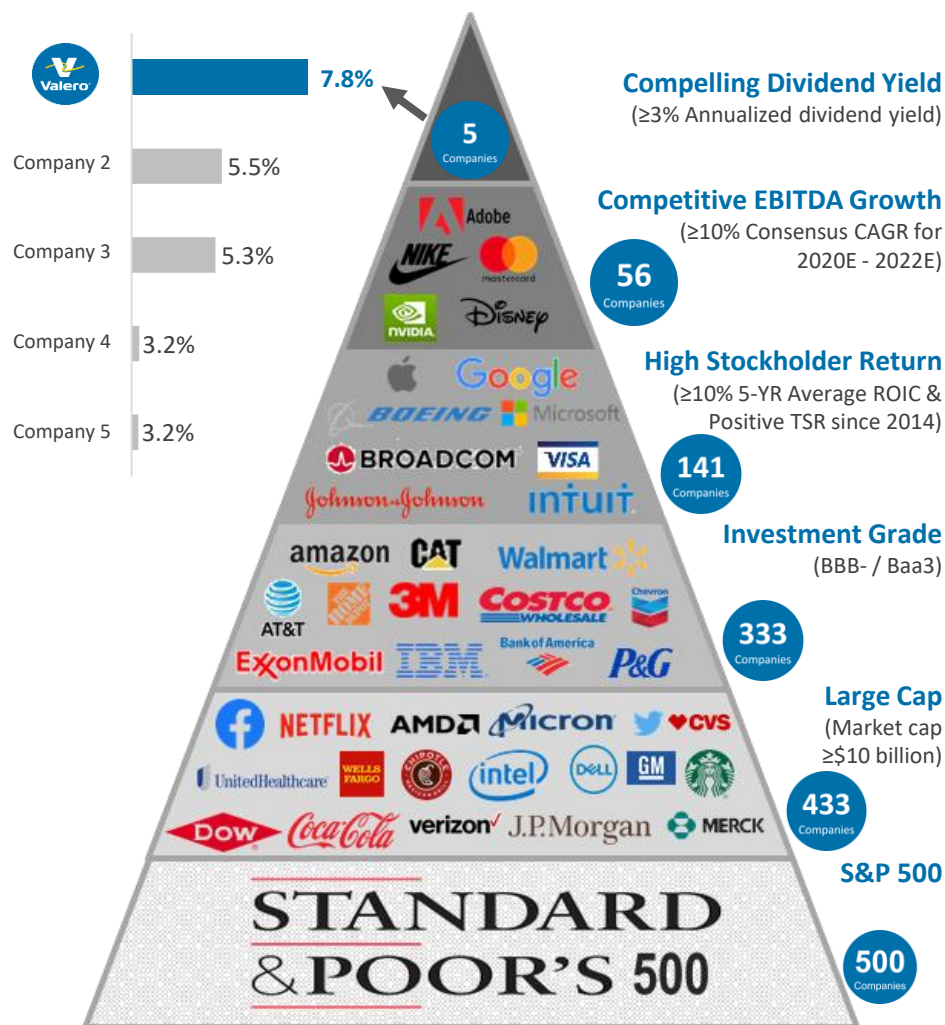 Valero
7.8%
Company 2
5.5%
Company 3
5.3%
Company 4
3.2%
Company 5
3.2%
5
Companies
Compelling Dividend Yield
(≥3% Annualized dividend yield)
Adobe
NIKE
mastercard
NVIDIA
Disney
Competitive EBITDA Growth
(≥10% Consensus CAGR for
2020E - 2022E)
56
Companies
Google
BOEING
Microsoft
BROADCOM
VISA
Johnson & Johnson
intuit
High Stockholder Return
(≥10% 5-YR Average ROIC &
Positive TSR since 2014)
141
Companies
amazon
CAT
Walmart
AT&T
THE
HOME
DEPOT
3M
COSTCO
WHOLESALE
Chevron
ExxonMobil
IBM
Bank of America
P&G
Investment Grade
(BBB- / Baa3)
333
Companies
NETFLIX
AMD
Micron
CVS
UnitedHealthcare
WELLS
FARGO
CHIPOTLE
MEXICAN GRILL
intel
DELL
GM
DOW
Coca-Cola
verizon
J.P.Morgan
MERCK
Large Cap
(Market cap
≥$10 billion)
433
Companies
S&P 500
STANDARD
&POOR'S 500
500
Companies